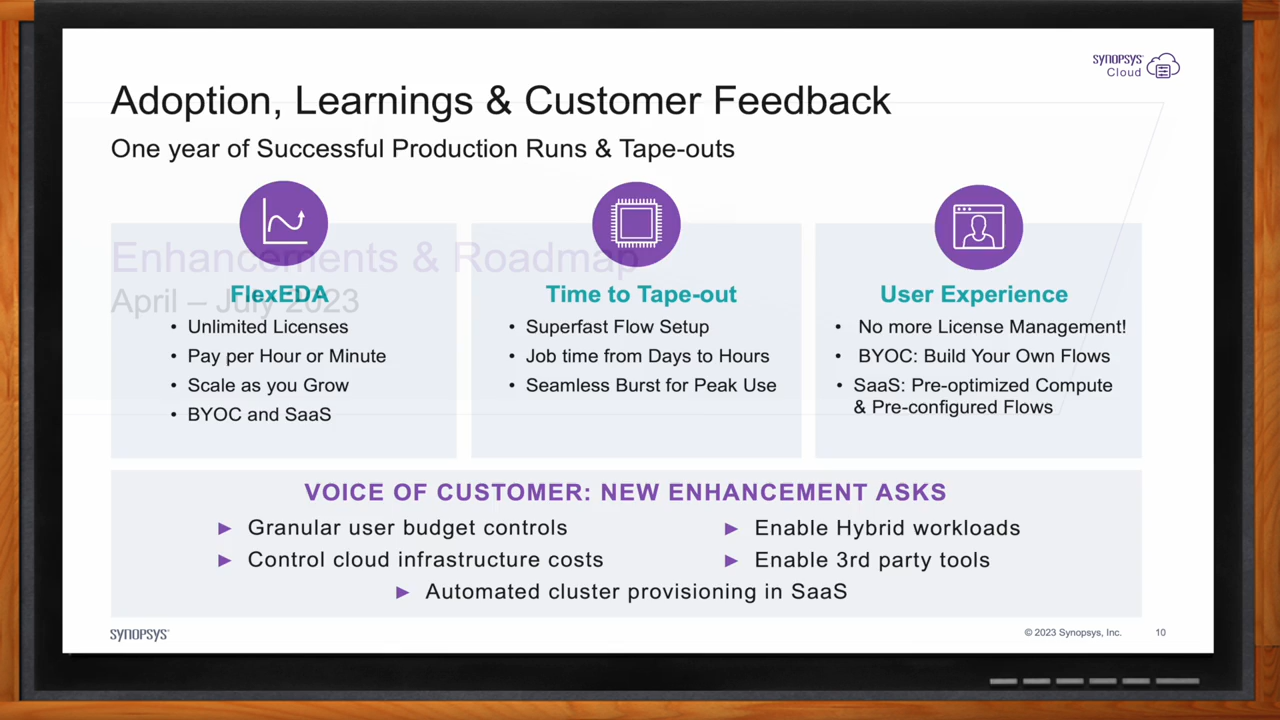 SYNOPSYS
Cloud
Adoption, Learnings & Customer Feedback
One year of Successful Production Runs & Tape-outs
Enhancements & Roadmap
April – July 2023
FlexEDA
• Unlimited Licenses
• Pay per Hour or Minute
• Scale as you Grow
• BYOC and SaaS
Time to Tape-out
• Superfast Flow Setup
• Job time from Days to Hours
• Seamless Burst for Peak Use
User Experience
• No more License Management!
• BYOC: Build Your Own Flows
• SaaS: Pre-optimized Compute
& Pre-configured Flows
VOICE OF CUSTOMER: NEW ENHANCEMENT ASKS
► Granular user budget controls
► Control cloud infrastructure costs
► Enable Hybrid workloads
► Enable 3rd party tools
► Automated cluster provisioning in SaaS
SYNOPSYS®
© 2023 Synopsys, Inc. 10